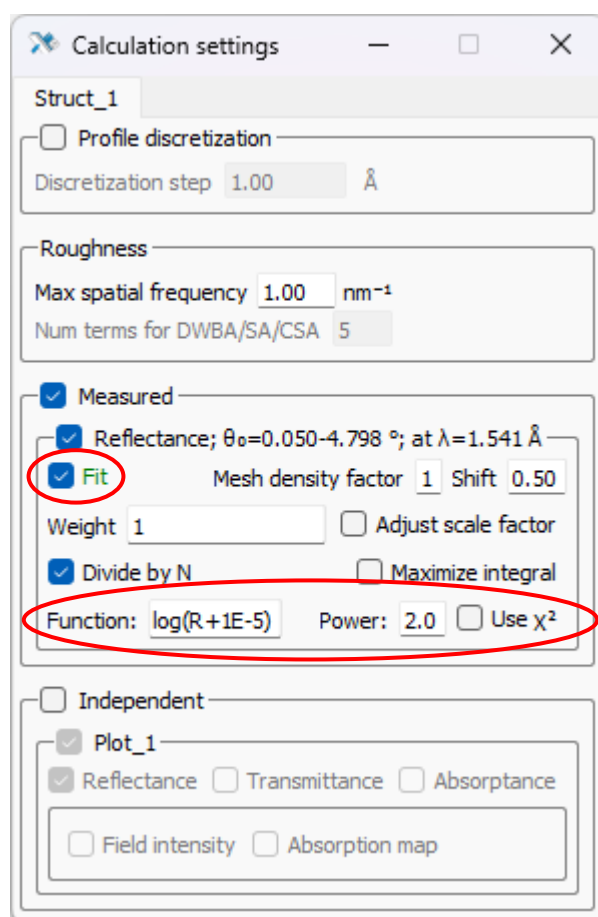 Calculation settings
Struct_1
Profile discretization
Discretization step 1.00 Å
Roughness
Max spatial frequency 1.00 nm⁻¹
Num terms for DWBA/SA/CSA 5
Measured
Reflectance; θ₀=0.050-4.798 °; at λ=1.541 Å
Fit Mesh density factor 1 Shift 0.50
Weight 1 Adjust scale factor
Divide by N Maximize integral
Function: log(R+1E-5) Power: 2.0 Use χ²
Independent
Plot_1
Reflectance Transmittance Absorptance
Field intensity Absorption map